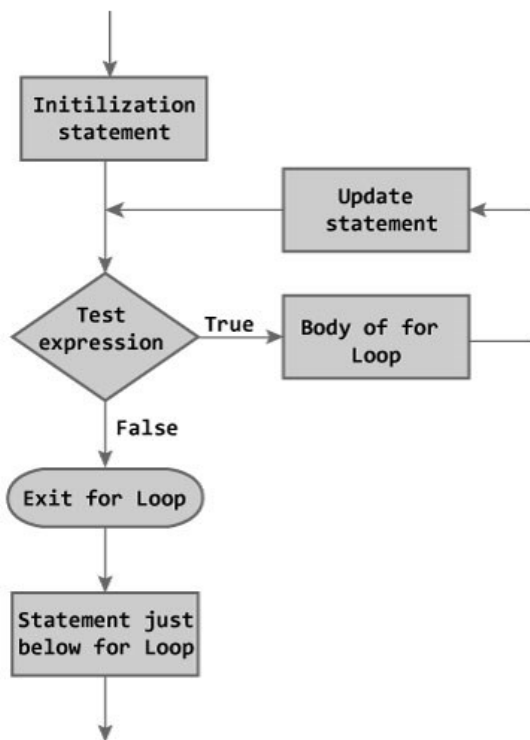 Initilization
statement
Update
statement
Test
expression
True
Body of for
Loop
False
Exit for Loop
Statement just
below for Loop